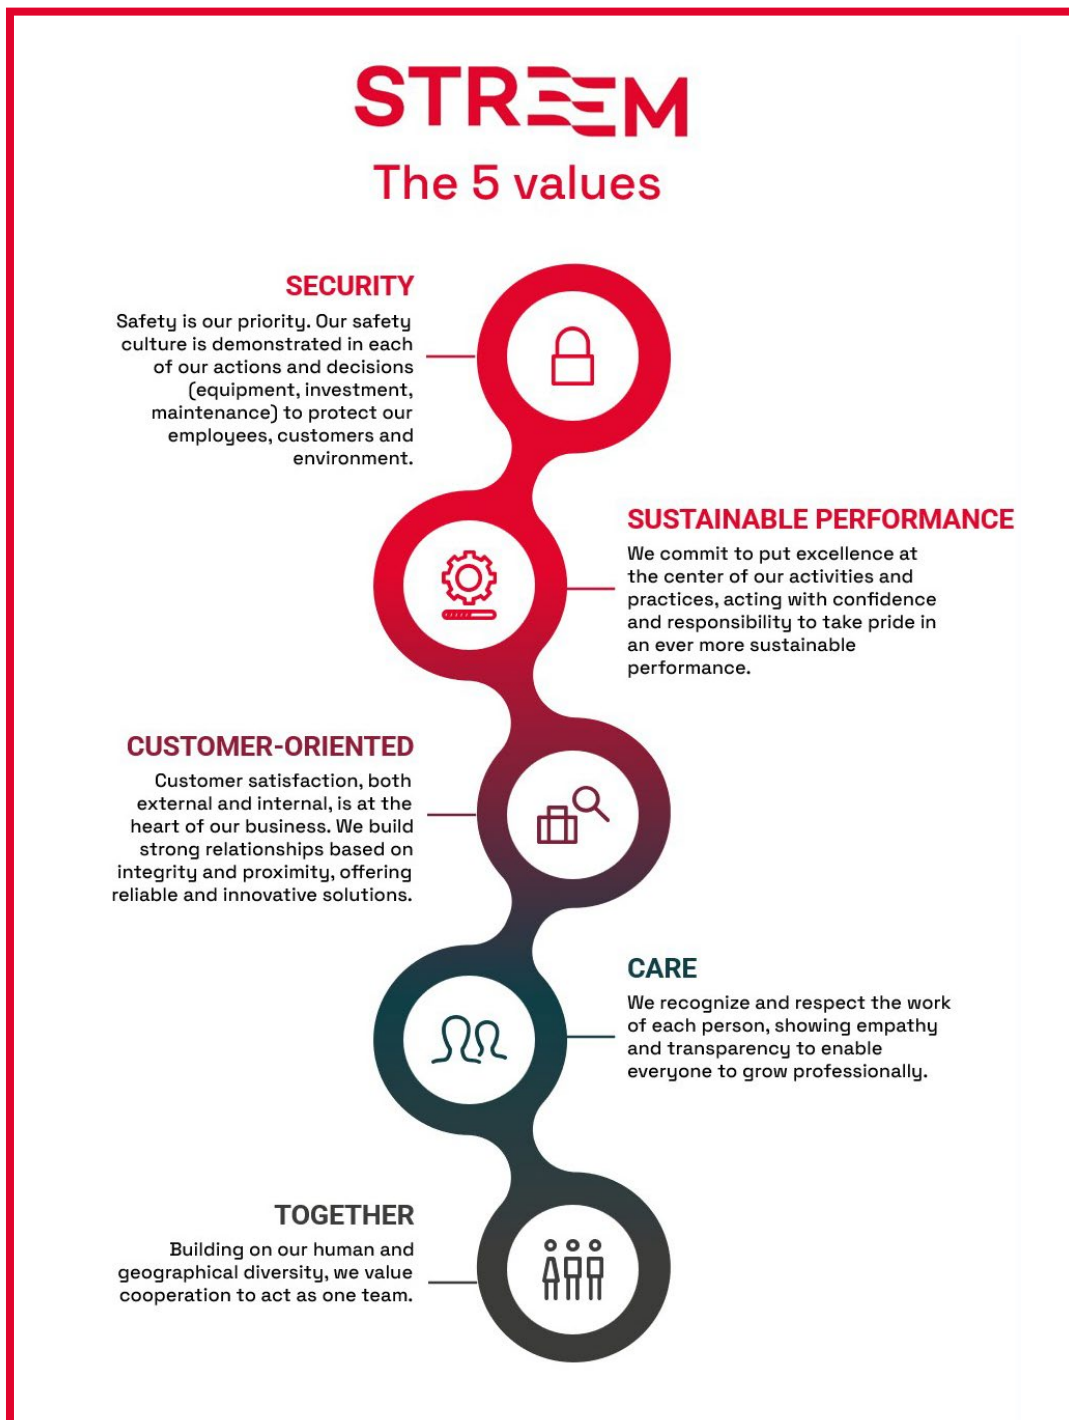 STREEM
The 5 values
SECURITY
Safety is our priority. Our safety
culture is demonstrated in each
of our actions and decisions
(equipment, investment,
maintenance) to protect our
employees, customers and
environment.
SUSTAINABLE PERFORMANCE
We commit to put excellence at
the center of our activities and
practices, acting with confidence
and responsibility to take pride in
an ever more sustainable
performance.
CUSTOMER-ORIENTED
Customer satisfaction, both
external and internal, is at the
heart of our business. We build
strong relationships based on
integrity and proximity, offering
reliable and innovative solutions.
CARE
We recognize and respect the work
of each person, showing empathy
and transparency to enable
everyone to grow professionally.
TOGETHER
Building on our human and
geographical diversity, we value
cooperation to act as one team.